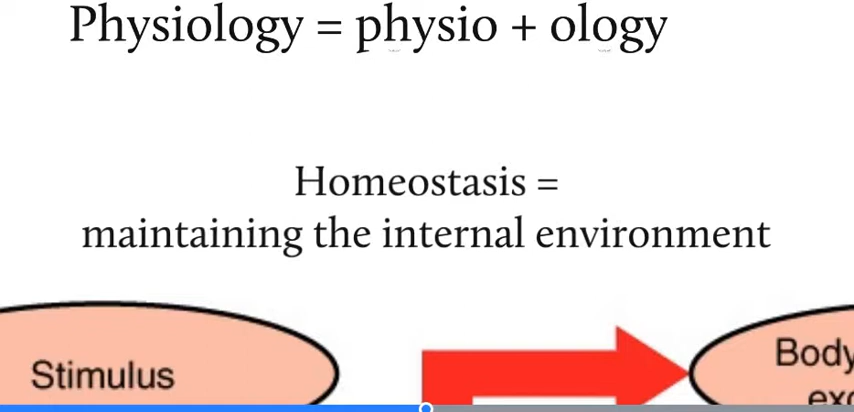 Physiology = physio + ology
Homeostasis =
maintaining the internal environment
Stimulus
Body